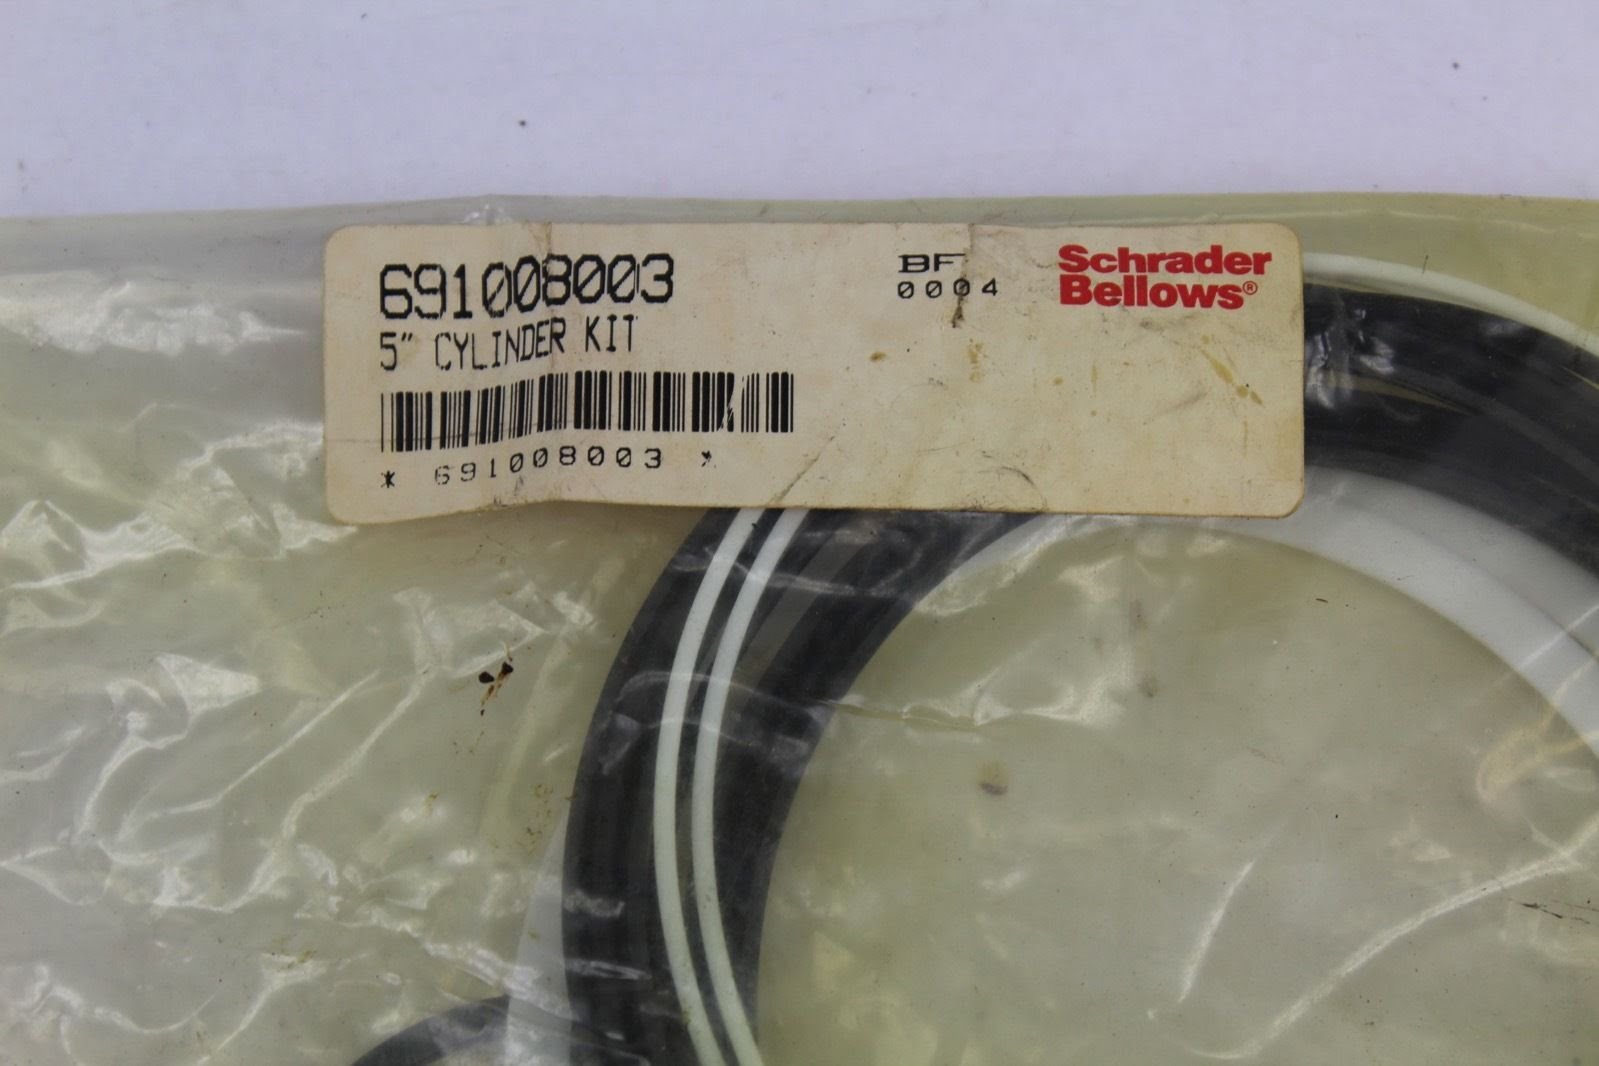 691008003
5" CYLINDER KIT
* 691008003 *
BF
0004
Schrader
Bellows®